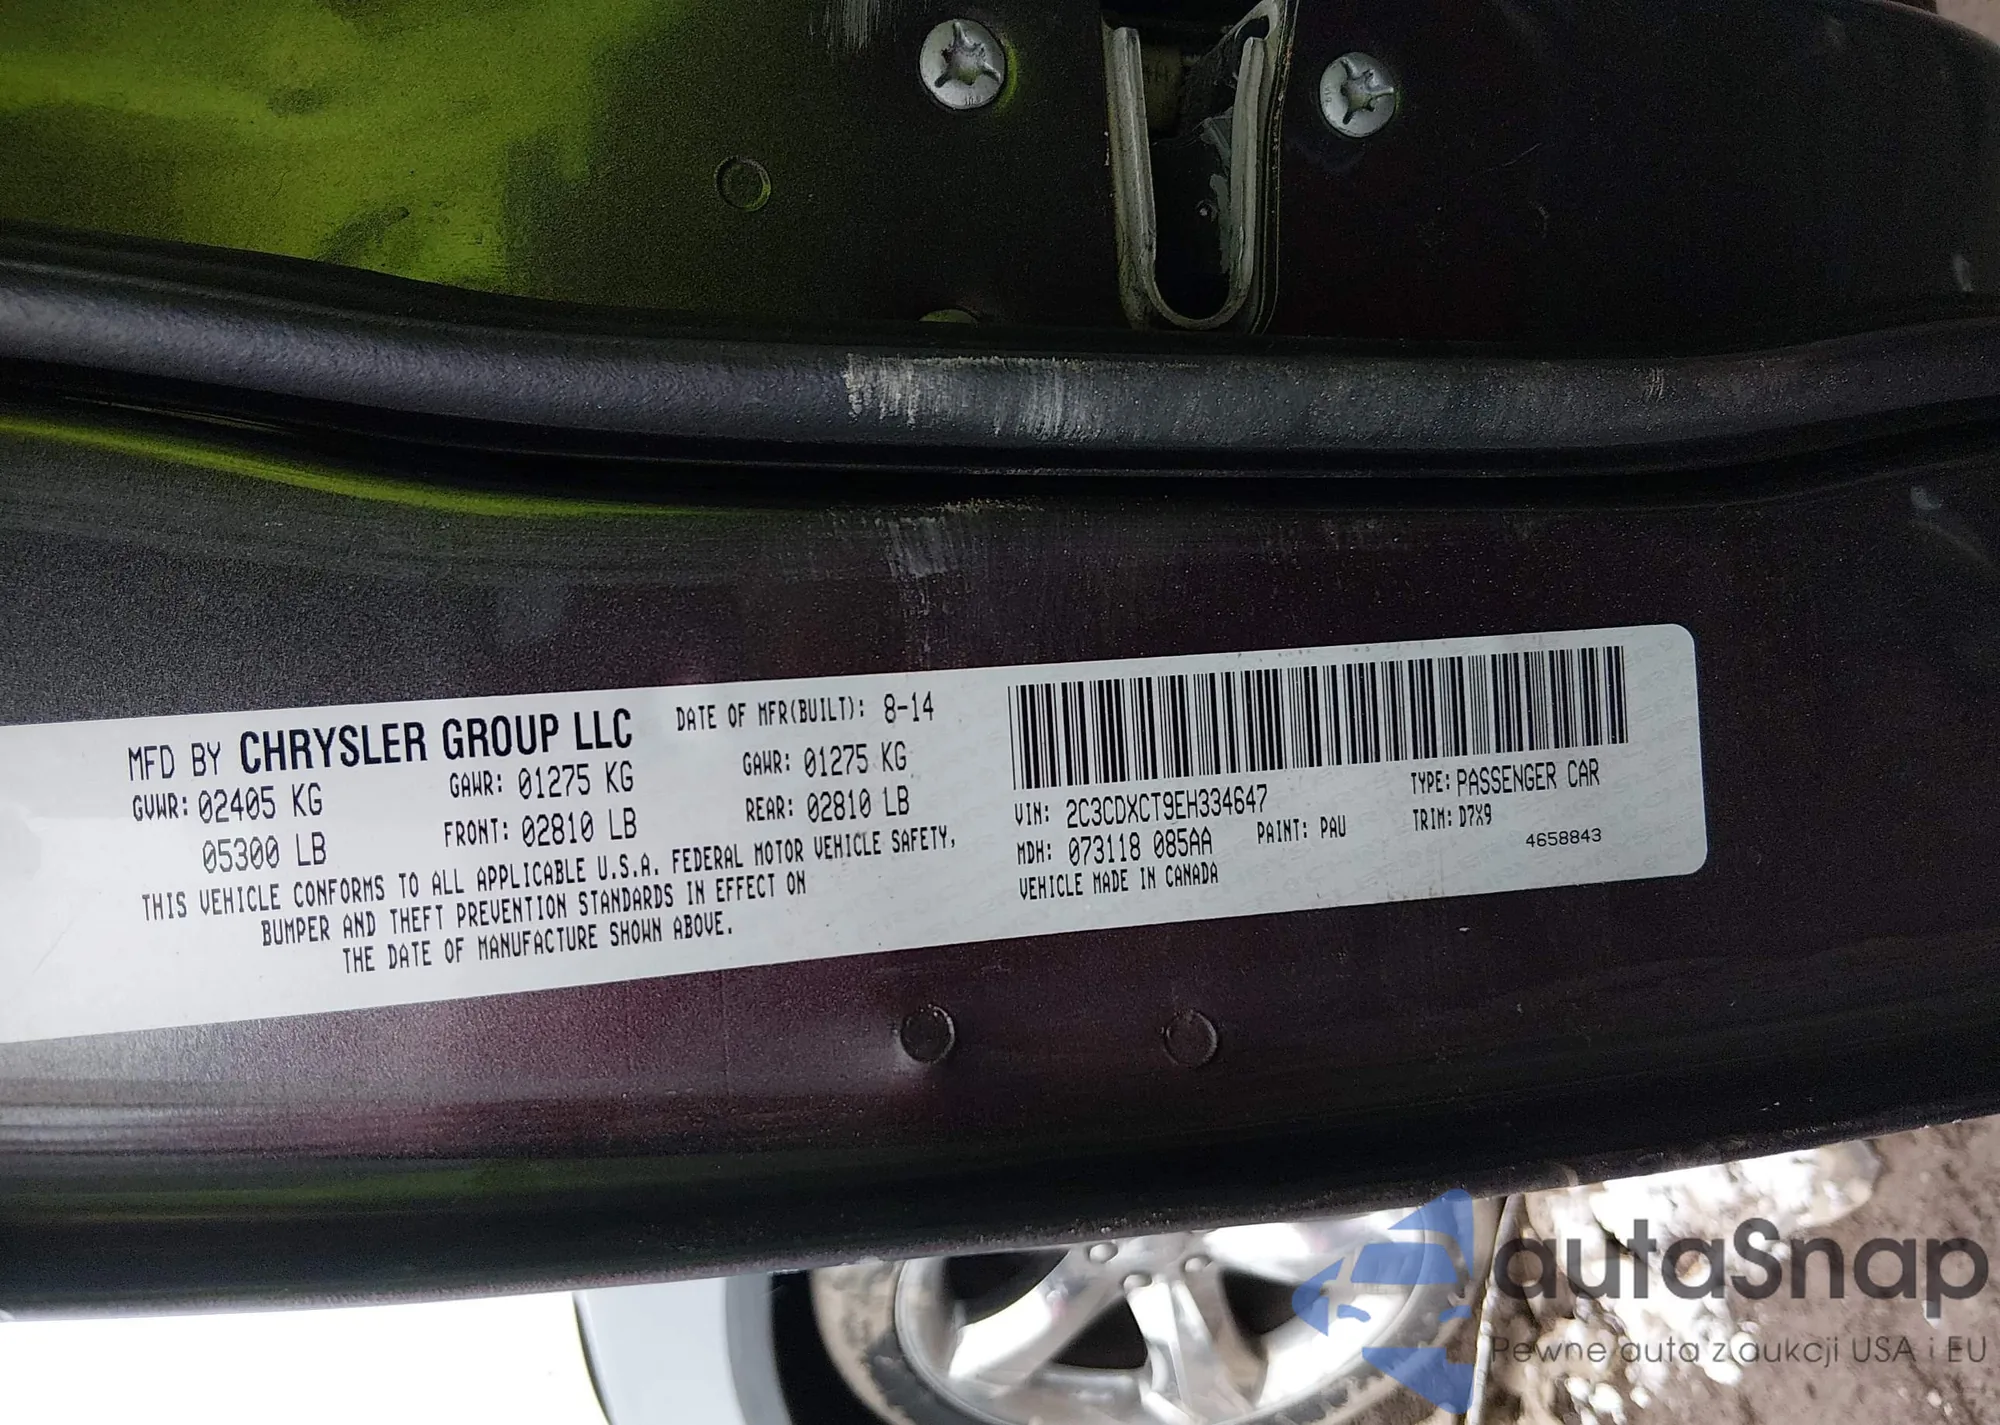 MFD BY CHRYSLER GROUP LLC
DATE OF MFR(BUILT): 8-14
GVWR: 02405 KG
05300 LB
GAWR: 01275 KG
FRONT: 02810 LB
GAWR: 01275 KG
REAR: 02810 LB
THIS VEHICLE CONFORMS TO ALL APPLICABLE U.S.A. FEDERAL MOTOR VEHICLE SAFETY,
BUMPER AND THEFT PREVENTION STANDARDS IN EFFECT ON
THE DATE OF MANUFACTURE SHOWN ABOVE.
VIN: 2C3CDXCT9EH334647
TYPE: PASSENGER CAR
MDH: 073118 085AA
PAINT: PAU
TRIM: D7X9
VEHICLE MADE IN CANADA
4658843
autaSnap
Pewne auta z aukcji USA i EU